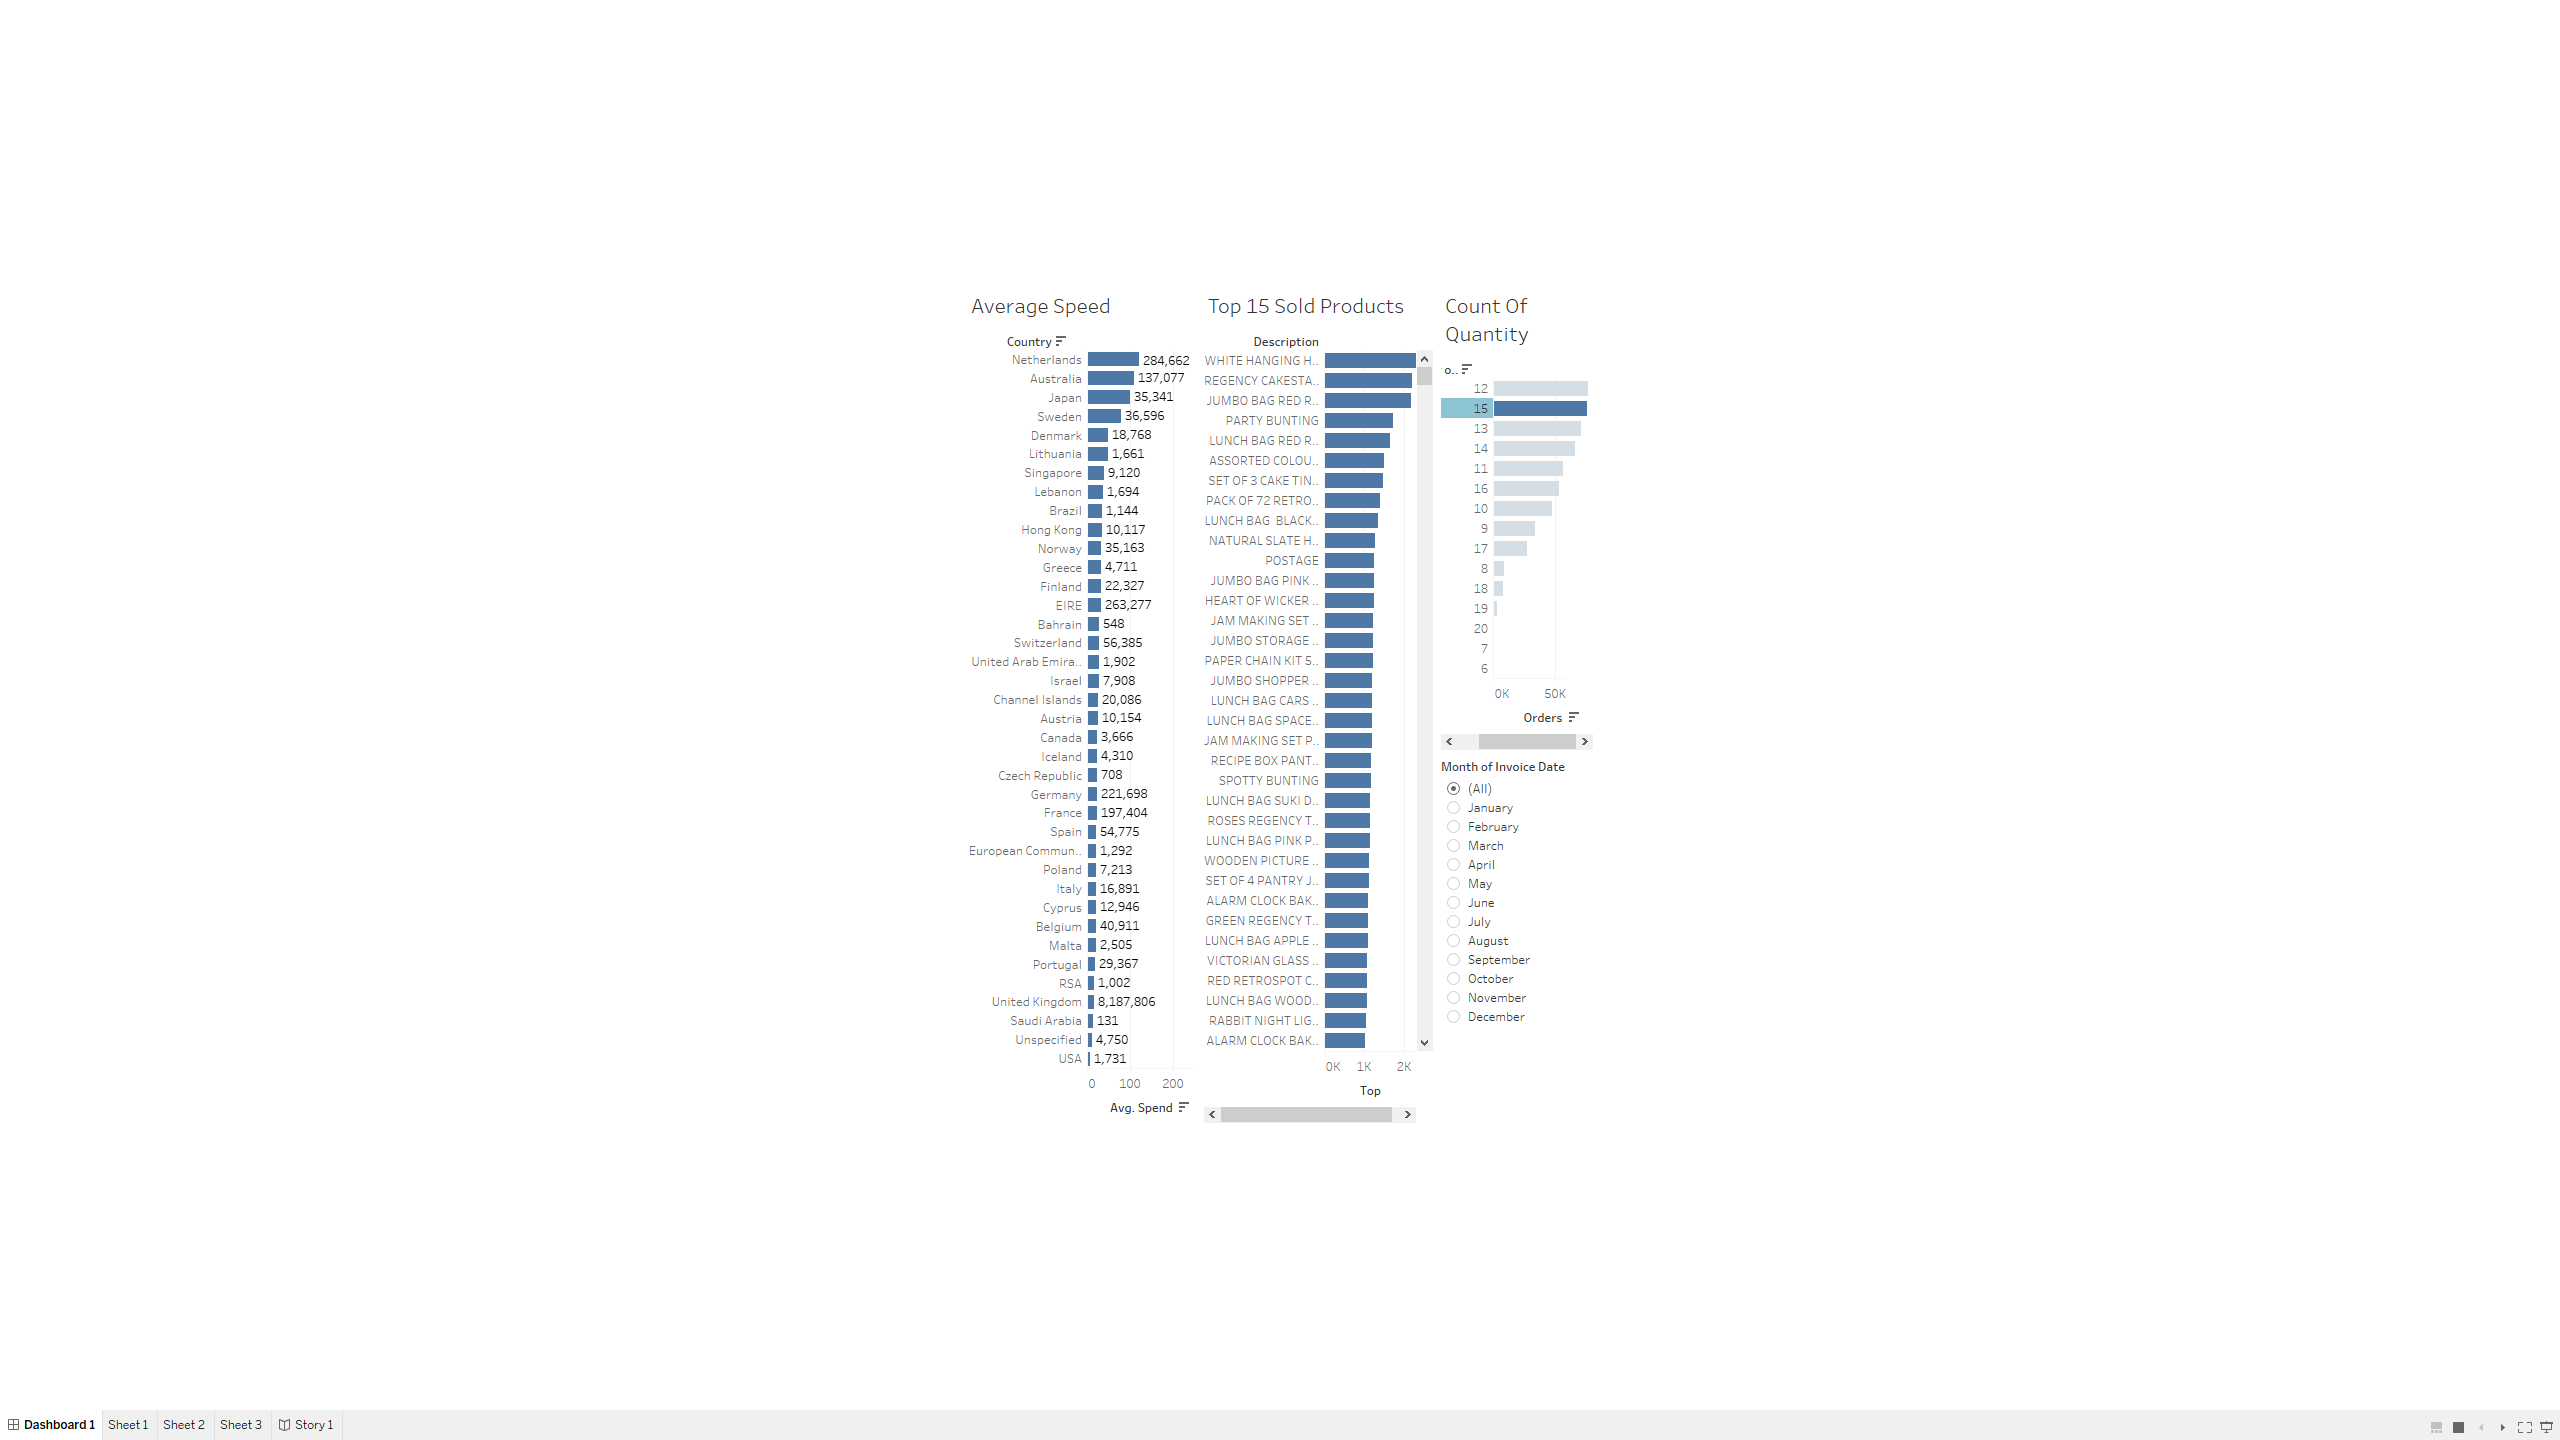 Average Speed
Country
Netherlands 284,662
Australia 137,077
Japan 35,341
Sweden 36,596
Denmark 18,768
Lithuania 1,661
Singapore 9,120
Lebanon 1,694
Brazil 1,144
Hong Kong 10,117
Norway 35,163
Greece 4,711
Finland 22,327
EIRE 263,277
Bahrain 548
Switzerland 56,385
United Arab Emira.. 1,902
Israel 7,908
Channel Islands 20,086
Austria 10,154
Canada 3,666
Iceland 4,310
Czech Republic 708
Germany 221,698
France 197,404
Spain 54,775
European Commun.. 1,292
Poland 7,213
Italy 16,891
Cyprus 12,946
Belgium 40,911
Malta 2,505
Portugal 29,367
RSA 1,002
United Kingdom 8,187,806
Saudi Arabia 131
Unspecified 4,750
USA 1,731
0 100 200
Avg. Spend
Top 15 Sold Products
Description
WHITE HANGING H..
REGENCY CAKESTA..
JUMBO BAG RED R..
PARTY BUNTING
LUNCH BAG RED R..
ASSORTED COLOU..
SET OF 3 CAKE TIN..
PACK OF 72 RETRO..
LUNCH BAG  BLACK..
NATURAL SLATE H..
POSTAGE
JUMBO BAG PINK ..
HEART OF WICKER ..
JAM MAKING SET ..
JUMBO STORAGE ..
PAPER CHAIN KIT 5..
JUMBO SHOPPER ..
LUNCH BAG CARS ..
LUNCH BAG SPACE..
JAM MAKING SET P..
RECIPE BOX PANT..
SPOTTY BUNTING
LUNCH BAG SUKI D..
ROSES REGENCY T..
LUNCH BAG PINK P..
WOODEN PICTURE ..
SET OF 4 PANTRY J..
ALARM CLOCK BAK..
GREEN REGENCY T..
LUNCH BAG APPLE ..
VICTORIAN GLASS ..
RED RETROSPOT C..
LUNCH BAG WOOD..
RABBIT NIGHT LIG..
ALARM CLOCK BAK..
0K 1K 2K
Top
Count Of
Quantity
o..
12
15
13
14
11
16
10
9
17
8
18
19
20
7
6
0K 50K
Orders
Month of Invoice Date
(All)
January
February
March
April
May
June
July
August
September
October
November
December
Dashboard 1 Sheet 1 Sheet 2 Sheet 3 Story 1